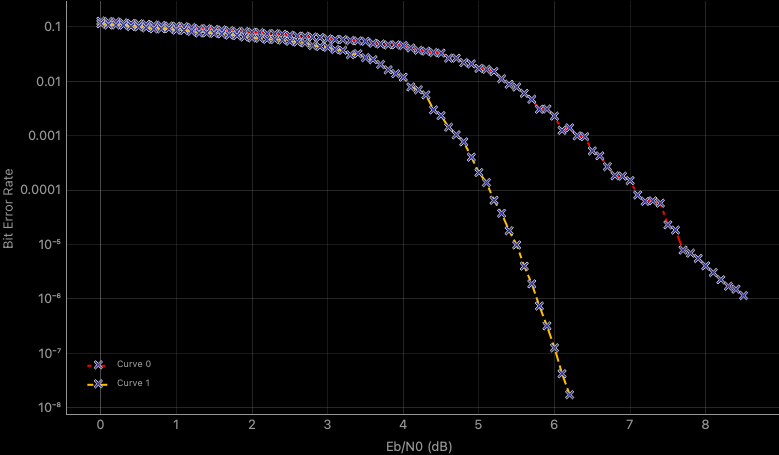 0.1
0.01
0.001
0.0001
10⁻⁵
10⁻⁶
10⁻⁷
10⁻⁸
Bit Error Rate
Curve 0
Curve 1
0 1 2 3 4 5 6 7 8
Eb/N0 (dB)